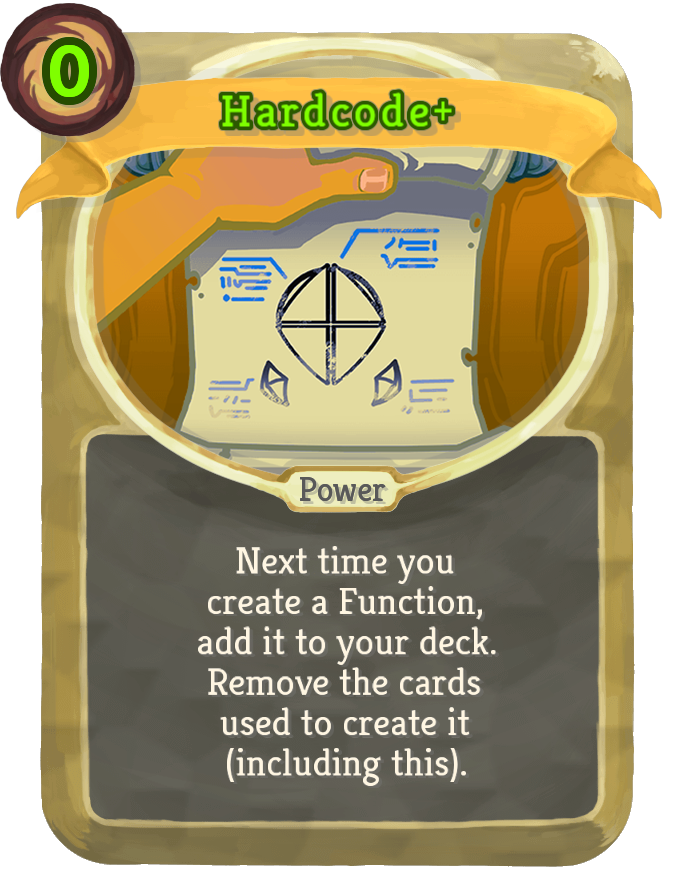 0
Hardcode+
Power
Next time you
create a Function,
add it to your deck.
Remove the cards
used to create it
(including this).